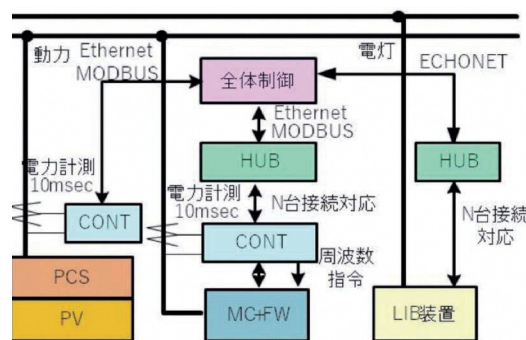 動力
Ethernet
MODBUS
電灯
ECHONET
全体制御
Ethernet
MODBUS
HUB
HUB
電力計測
10msec
電力計測
10msec
N台接続対応
N台接続
対応
CONT
CONT
周波数
指令
PCS
PV
MC+FW
LIB装置